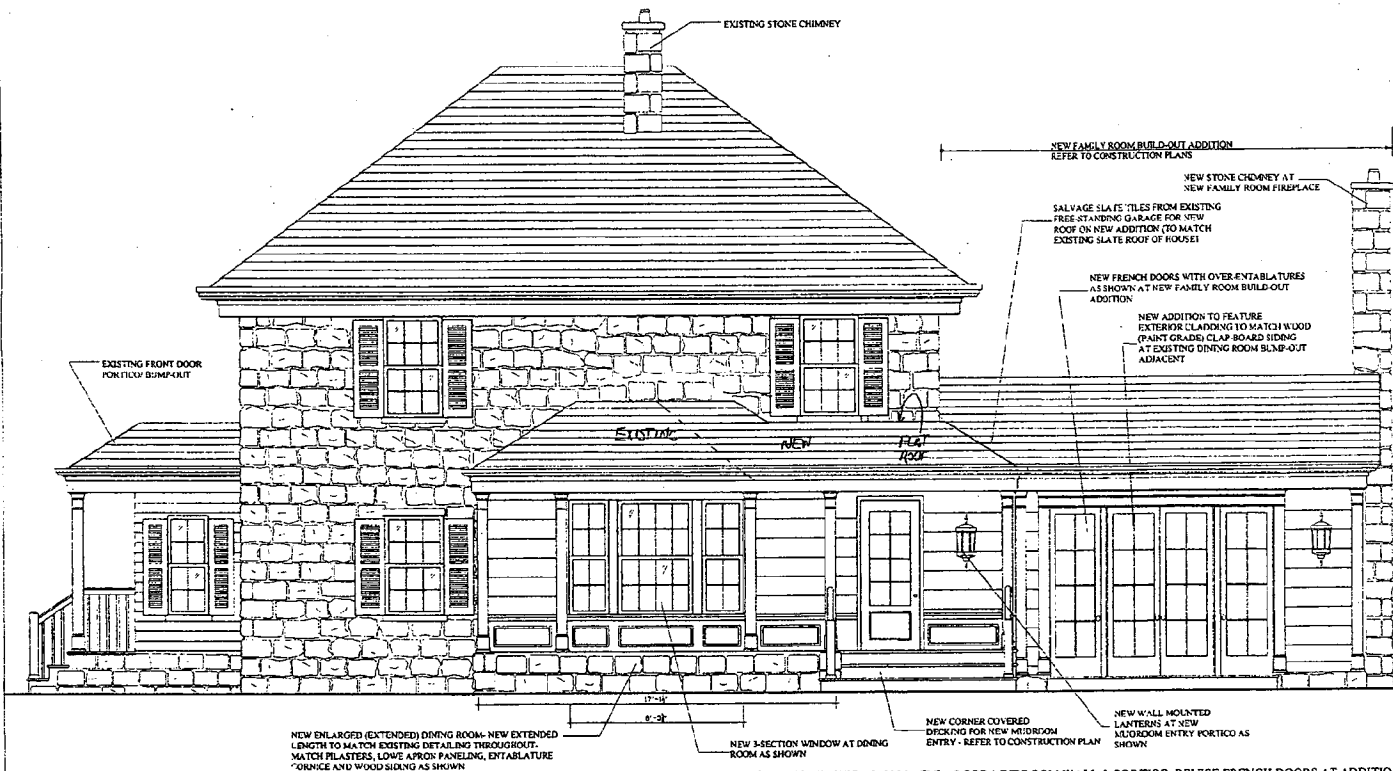 EXISTING STONE CHIMNEY
NEW FAMILY ROOM BUILD-OUT ADDITION
REFER TO CONSTRUCTION PLANS
NEW STONE CHIMNEY AT
NEW FAMILY ROOM FIREPLACE
SALVAGE SLATE TILES FROM EXISTING
FREE-STANDING GARAGE FOR NEW
ROOF ON NEW ADDITION (TO MATCH
EXISTING SLATE ROOF OF HOUSE)
NEW FRENCH DOORS WITH OVER-ENTABLATURES
AS SHOWN AT NEW FAMILY ROOM BUILD-OUT
ADDITION
NEW ADDITION TO FEATURE
EXTERIOR CLADDING TO MATCH WOOD
(PAINT GRADE) CLAP-BOARD SIDING
AT EXISTING DINING ROOM BUMP-OUT
ADJACENT
EXISTING FRONT DOOR
PORTICO BUMP-OUT
EXISTING
NEW
FLAT
ROOF
NEW ENLARGED (EXTENDED) DINING ROOM- NEW EXTENDED
LENGTH TO MATCH EXISTING DETAILING THROUGHOUT-
MATCH PILASTERS, LOWE APRON PANELING, ENTABLATURE
CORNICE AND WOOD SIDING AS SHOWN
NEW 3-SECTION WINDOW AT DINING
ROOM AS SHOWN
NEW CORNER COVERED
DECKING FOR NEW MUDROOM
ENTRY - REFER TO CONSTRUCTION PLAN
NEW WALL MOUNTED
LANTERNS AT NEW
MUDROOM ENTRY PORTICO AS
SHOWN